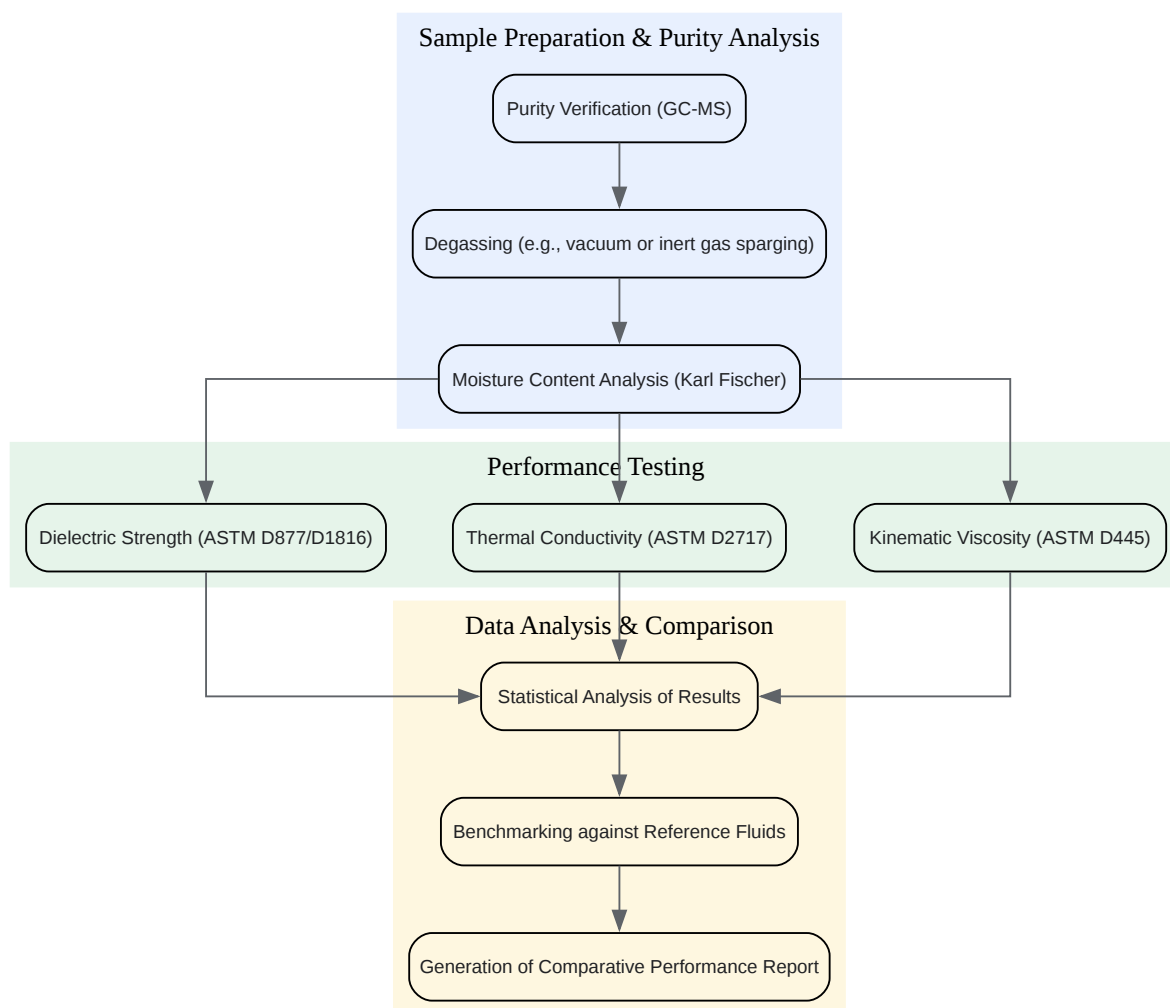 Sample Preparation & Purity Analysis
Purity Verification (GC-MS)
Degassing (e.g., vacuum or inert gas sparging)
Moisture Content Analysis (Karl Fischer)
Performance Testing
Dielectric Strength (ASTM D877/D1816)
Thermal Conductivity (ASTM D2717)
Kinematic Viscosity (ASTM D445)
Data Analysis & Comparison
Statistical Analysis of Results
Benchmarking against Reference Fluids
Generation of Comparative Performance Report